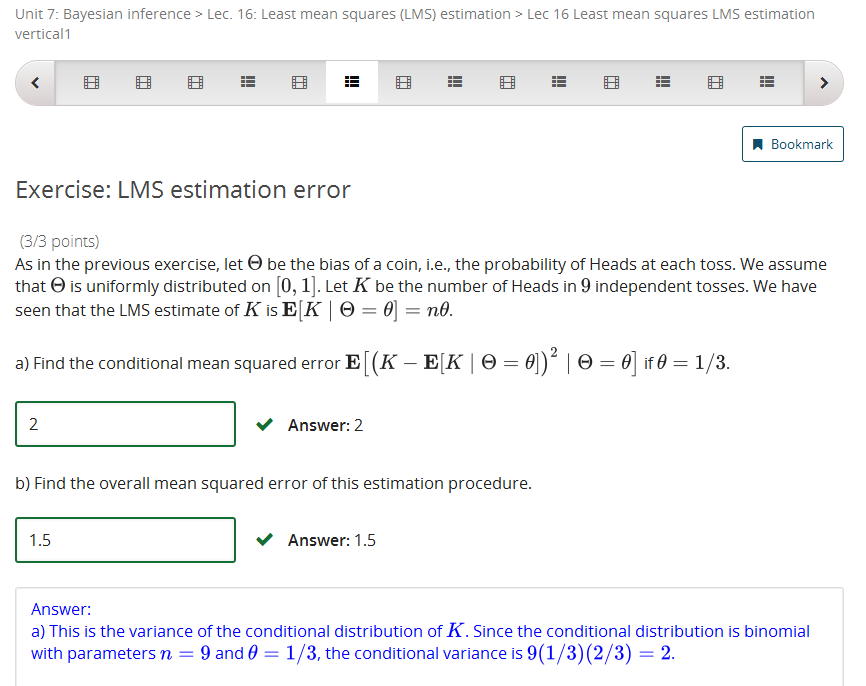 Unit 7: Bayesian inference > Lec. 16: Least mean squares (LMS) estimation > Lec 16 Least mean squares LMS estimation
vertical1
Bookmark
Exercise: LMS estimation error
(3/3 points)
As in the previous exercise, let Θ be the bias of a coin, i.e., the probability of Heads at each toss. We assume
that Θ is uniformly distributed on [0, 1]. Let K be the number of Heads in 9 independent tosses. We have
seen that the LMS estimate of K is E[K | Θ = θ] = nθ.
a) Find the conditional mean squared error E[(K − E[K | Θ = θ])² | Θ = θ] if θ = 1/3.
2
Answer: 2
b) Find the overall mean squared error of this estimation procedure.
1.5
Answer: 1.5
Answer:
a) This is the variance of the conditional distribution of K. Since the conditional distribution is binomial
with parameters n = 9 and θ = 1/3, the conditional variance is 9(1/3)(2/3) = 2.